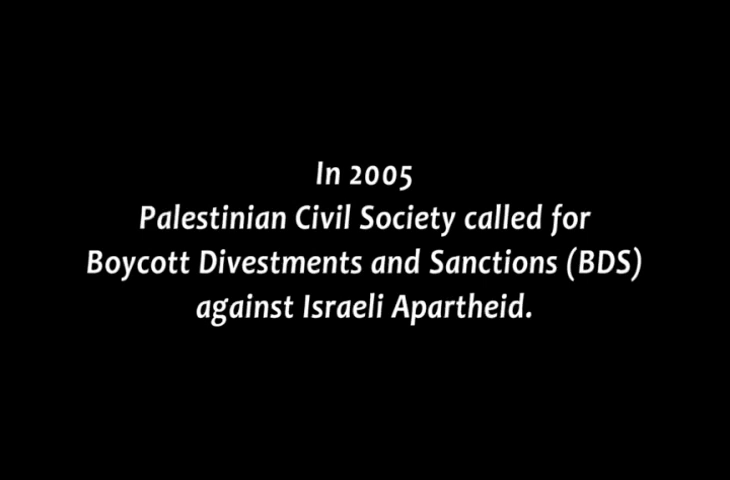 In 2005
Palestinian Civil Society called for
Boycott Divestments and Sanctions (BDS)
against Israeli Apartheid.